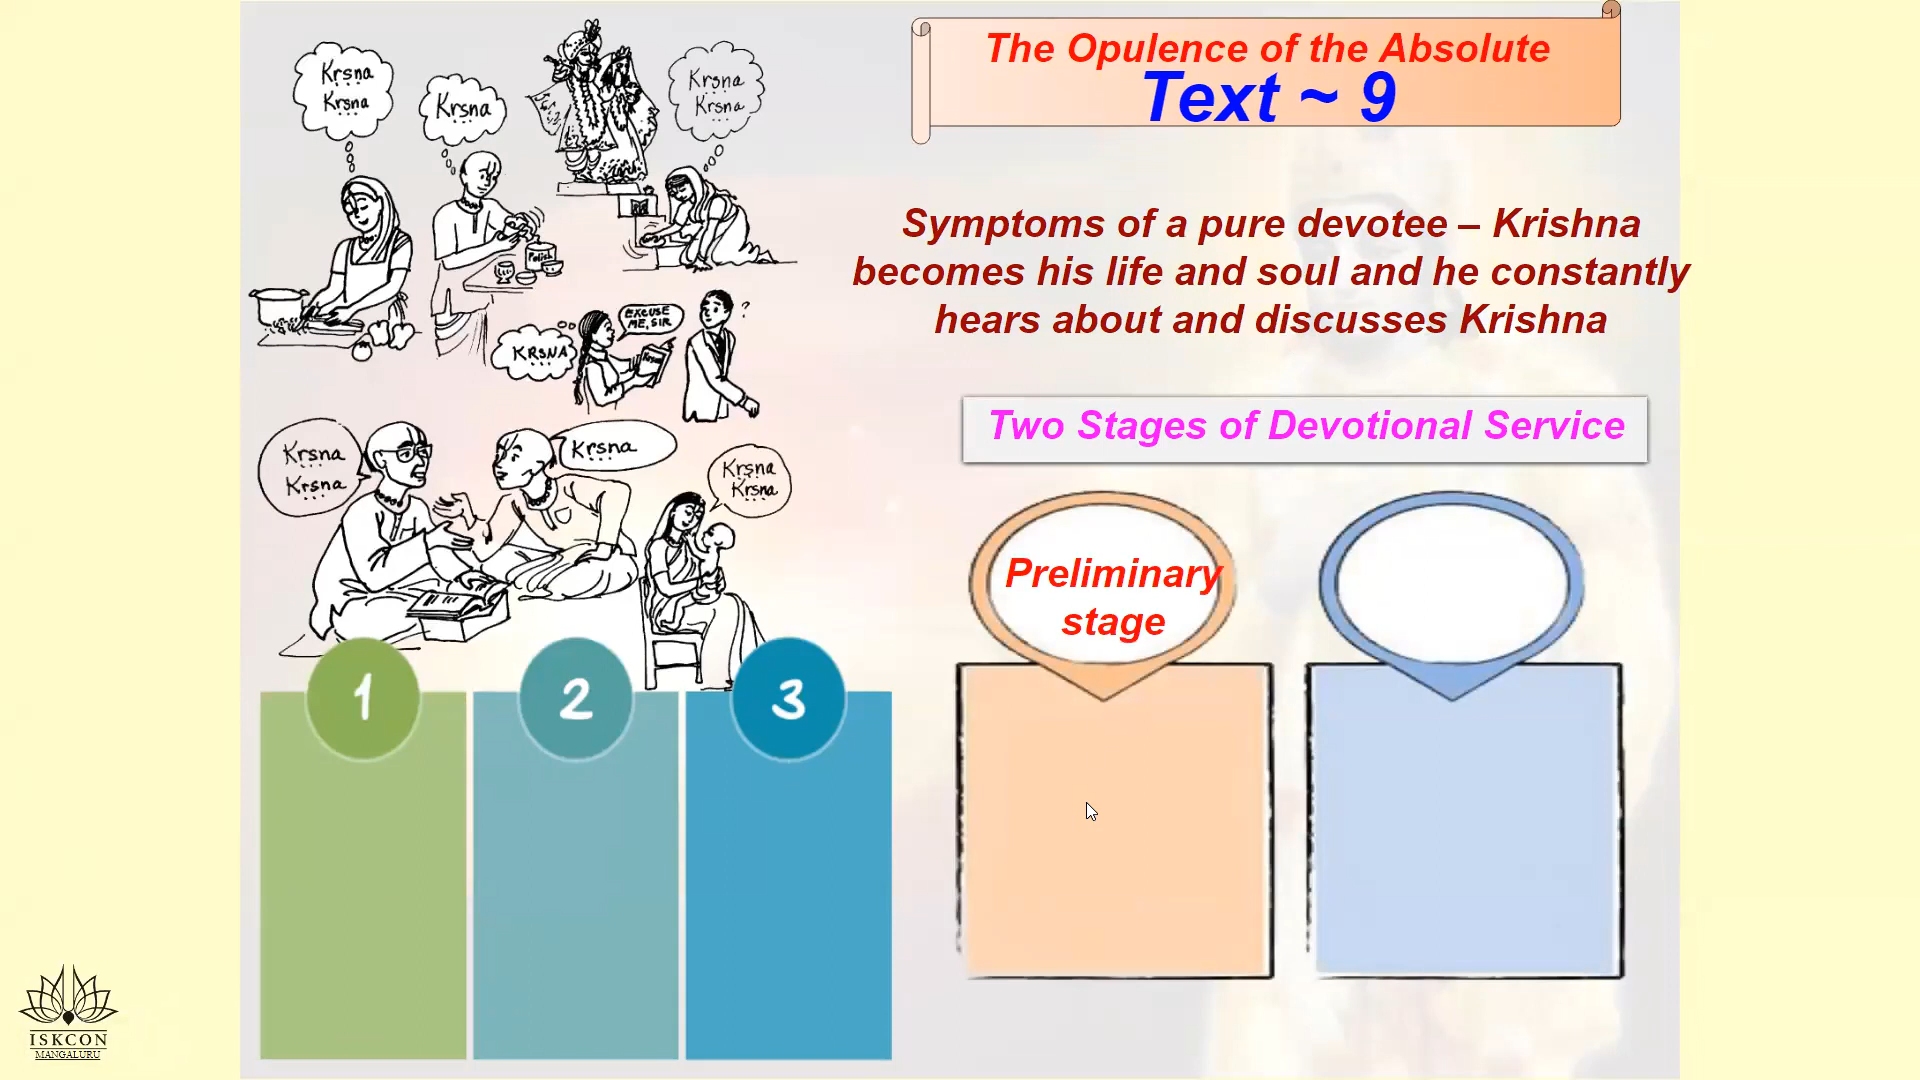 The Opulence of the Absolute
Text ~ 9
Krsna
Krsna
Krsna
Krsna
Krsna
Polish
Symptoms of a pure devotee – Krishna
becomes his life and soul and he constantly
hears about and discusses Krishna
EXCUSE
ME, SIR
?
KRSNA
Krsna
Two Stages of Devotional Service
Krsna
Krsna
Krsna
Krsna
Krsna
Preliminary
stage
1
2
3
ISKCON
MANGALURU